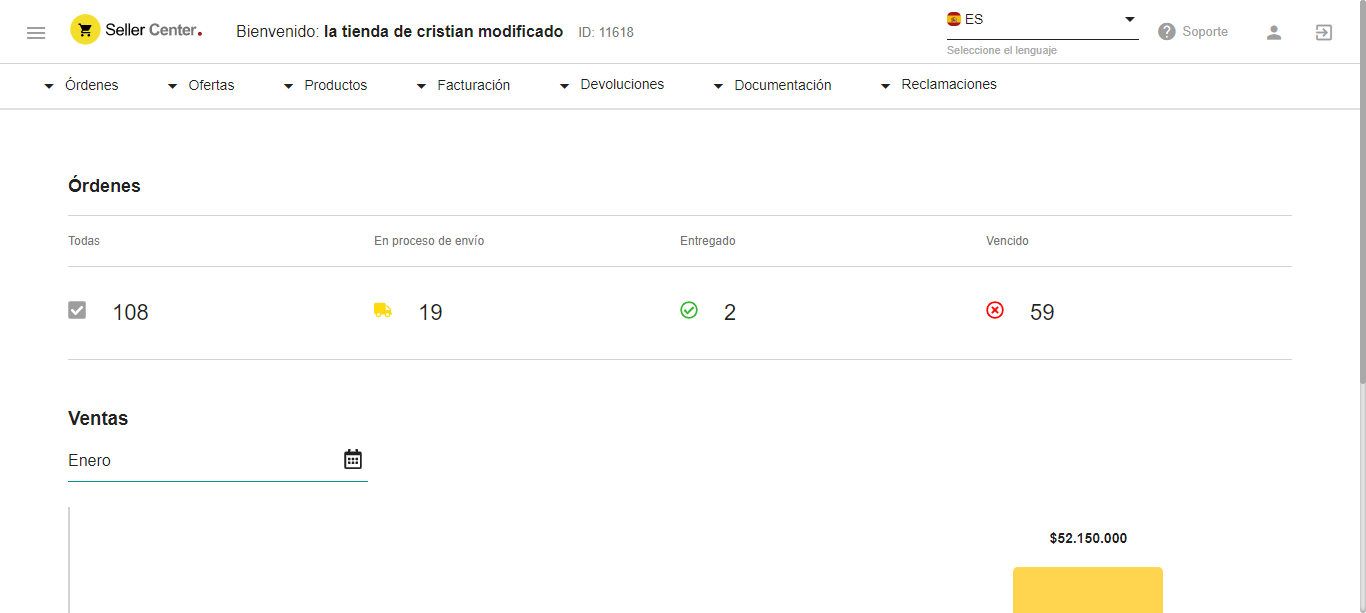 Seller Center.
Bienvenido: la tienda de cristian modificado ID: 11618
ES
Seleccione el lenguaje
Soporte
Órdenes Ofertas Productos Facturación Devoluciones Documentación Reclamaciones
Órdenes
Todas En proceso de envío Entregado Vencido
108 19 2 59
Ventas
Enero
$52.150.000